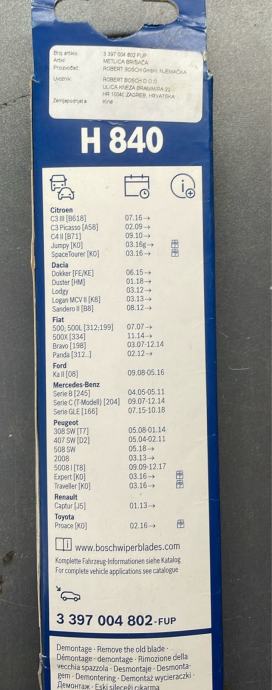 Broj artikla: 3 397 004 802 FUP
Artikl METLICA BRISAČA
Proizvođač: ROBERT BOSCH GmbH, NJEMAČKA
Uvoznik: ROBERT BOSCH D.O.O
ULICA KNEZA BRANIMIRA 22
HR 10040 ZAGREB, HRVATSKA
Zemlja podrijetla Kina
H 840
Citroen
C3 III [B618] 07.16→
C3 Picasso [A58] 02.09→
C4 II [B71] 09.10→
Jumpy [K0] 03.16g→
SpaceTourer [K0] 03.16→
Dacia
Dokker [FE/KE] 06.15→
Duster [HM] 01.18→
Lodgy 03.12→
Logan MCV II [K8] 03.13→
Sandero II [B8] 08.12→
Fiat
500; 500L [312;199] 07.07→
500X [334] 11.14→
Bravo [198] 03.07-12.14
Panda [312..] 02.12→
Ford
Ka II [08] 09.08-05.16
Mercedes-Benz
Serie B [245] 04.05-05.11
Serie C (T-Modell) [204] 09.07-12.14
Serie GLE [166] 07.15-10.18
Peugeot
308 SW [T7] 05.08-01.14
407 SW [D2] 05.04-02.11
508 SW 05.18→
2008 03.13→
5008 I [T8] 09.09-12.17
Expert [K0] 03.16→
Traveller [K0] 03.16→
Renault
Captur [J5] 01.13→
Toyota
Proace [K0] 02.16→
www.boschwiperblades.com
Komplette Fahrzeug-Informationen siehe Katalog
For complete vehicle applications see catalogue
3 397 004 802-FUP
Demontage · Remove the old blade ·
Démontage · demontage · Rimozione della
vecchia spazzola · Desmontaje · Desmonta-
gem · Demontering · Demontaż wycieraczki ·
Демонтаж · Eski sileceği çıkarma